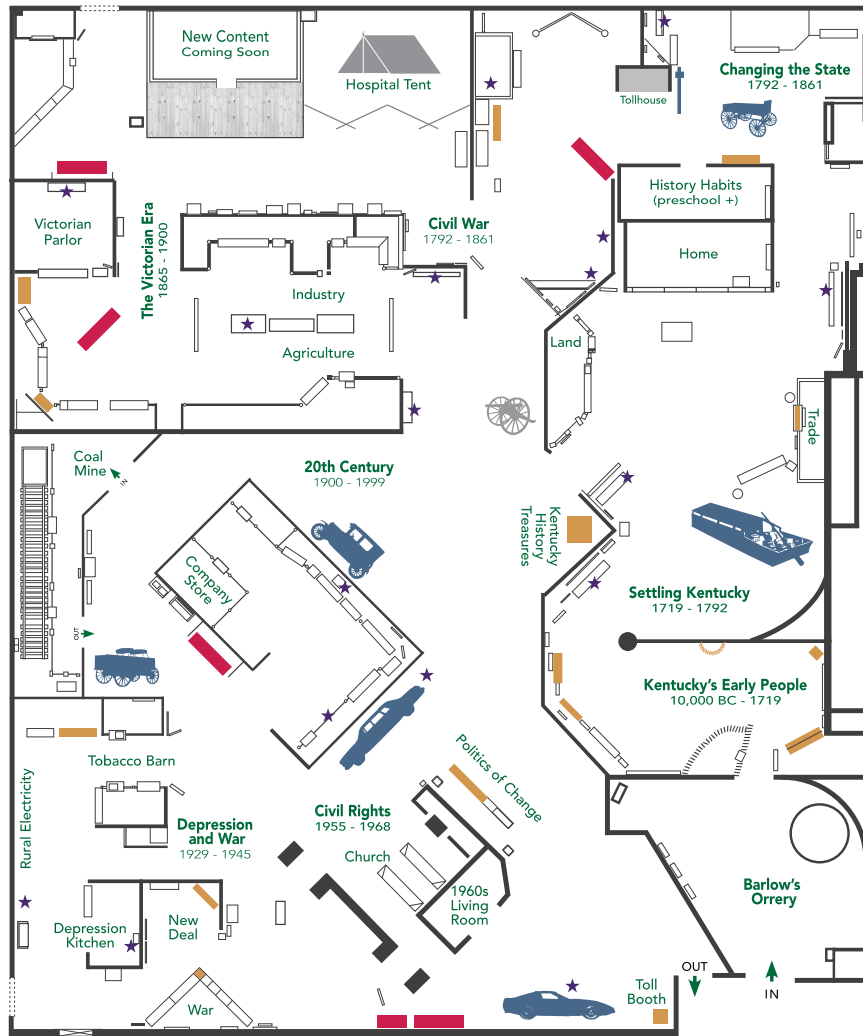 New Content
Coming Soon
Hospital Tent
Tollhouse
Changing the State
1792 - 1861
History Habits
(preschool +)
Home
Victorian
Parlor
The Victorian Era
1865 - 1900
Civil War
1792 - 1861
Industry
Agriculture
Land
Trade
Coal
Mine
IN
20th Century
1900 - 1999
Kentucky
History
Treasures
Company
Store
OUT
Settling Kentucky
1719 - 1792
Kentucky's Early People
10,000 BC - 1719
Tobacco Barn
Rural Electricity
Depression
and War
1929 - 1945
Civil Rights
1955 - 1968
Politics of Change
Church
1960s
Living
Room
Barlow's
Orrery
Depression
Kitchen
New
Deal
War
Toll
Booth
OUT
IN